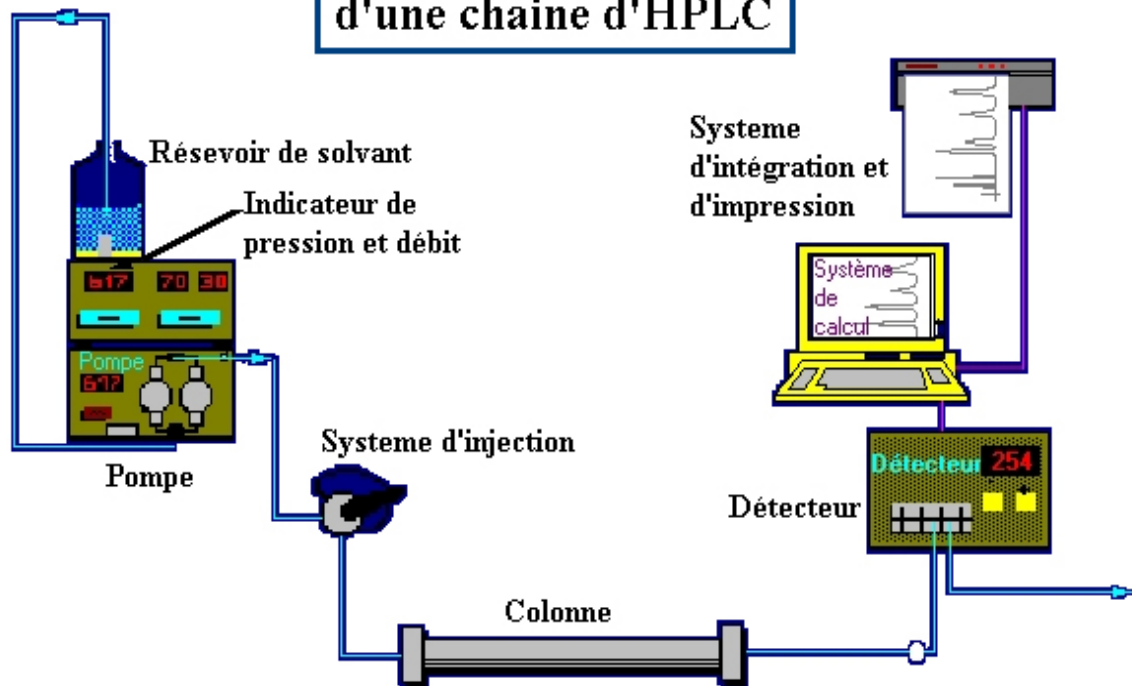 d'une chaine d'HPLC
Résevoir de solvant
Indicateur de
pression et débit
617 70 30
Pompe
617
Pompe
Systeme d'injection
Colonne
Systeme
d'intégration et
d'impression
Système
de
calcul
Détecteur 254
Détecteur